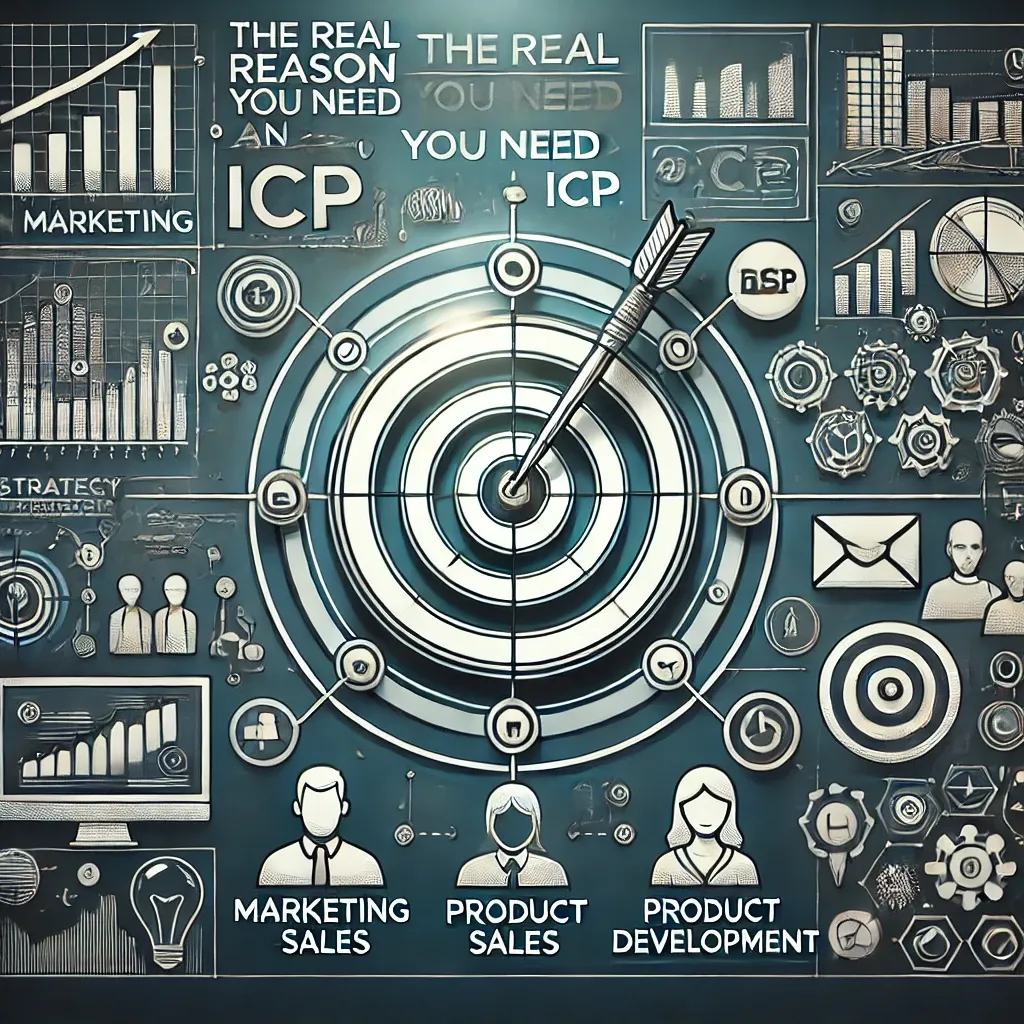 THE REAL
REASON
YOU NEED
AN
ICP
THE REAL
YOU NEED
YOU NEED
ICP
MARKETING
STRATEGY
MARKETING
SALES
PRODUCT
SALES
PRODUCT
DEVELOPMENT